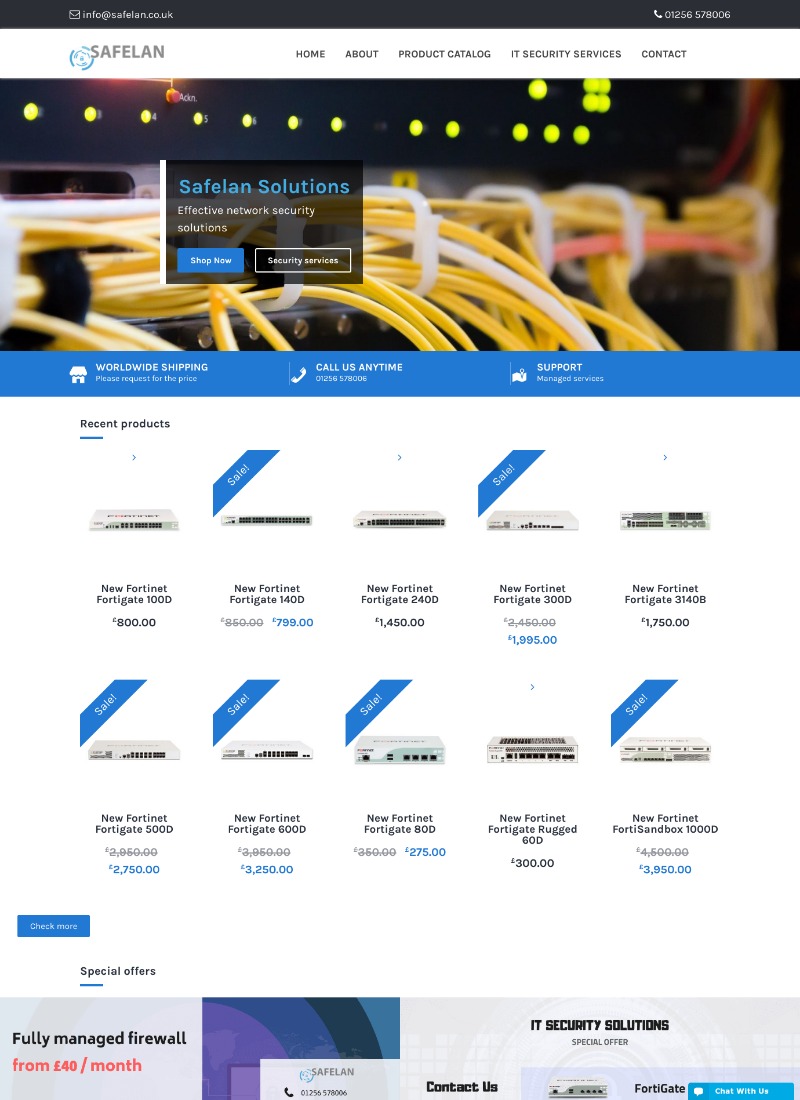 info@safelan.co.uk
01256 578006
SAFELAN
HOME ABOUT PRODUCT CATALOG IT SECURITY SERVICES CONTACT
Ackn.
3 4 5 6
Safelan Solutions
Effective network security
solutions
Shop Now
Security services
WORLDWIDE SHIPPING
Please request for the price
CALL US ANYTIME
01256 578006
SUPPORT
Managed services
Recent products
New Fortinet
Fortigate 100D
£800.00
Sale!
New Fortinet
Fortigate 140D
£850.00 £799.00
New Fortinet
Fortigate 240D
£1,450.00
Sale!
New Fortinet
Fortigate 300D
£2,450.00
£1,995.00
New Fortinet
Fortigate 3140B
£1,750.00
Sale!
New Fortinet
Fortigate 500D
£2,950.00
£2,750.00
Sale!
New Fortinet
Fortigate 600D
£3,950.00
£3,250.00
Sale!
New Fortinet
Fortigate 80D
£350.00 £275.00
New Fortinet
Fortigate Rugged
60D
£300.00
Sale!
New Fortinet
FortiSandbox 1000D
£4,500.00
£3,950.00
Check more
Special offers
Fully managed firewall
from £40 / month
SAFELAN
01256 578006
IT SECURITY SOLUTIONS
SPECIAL OFFER
Contact Us
FortiGate
Chat With Us